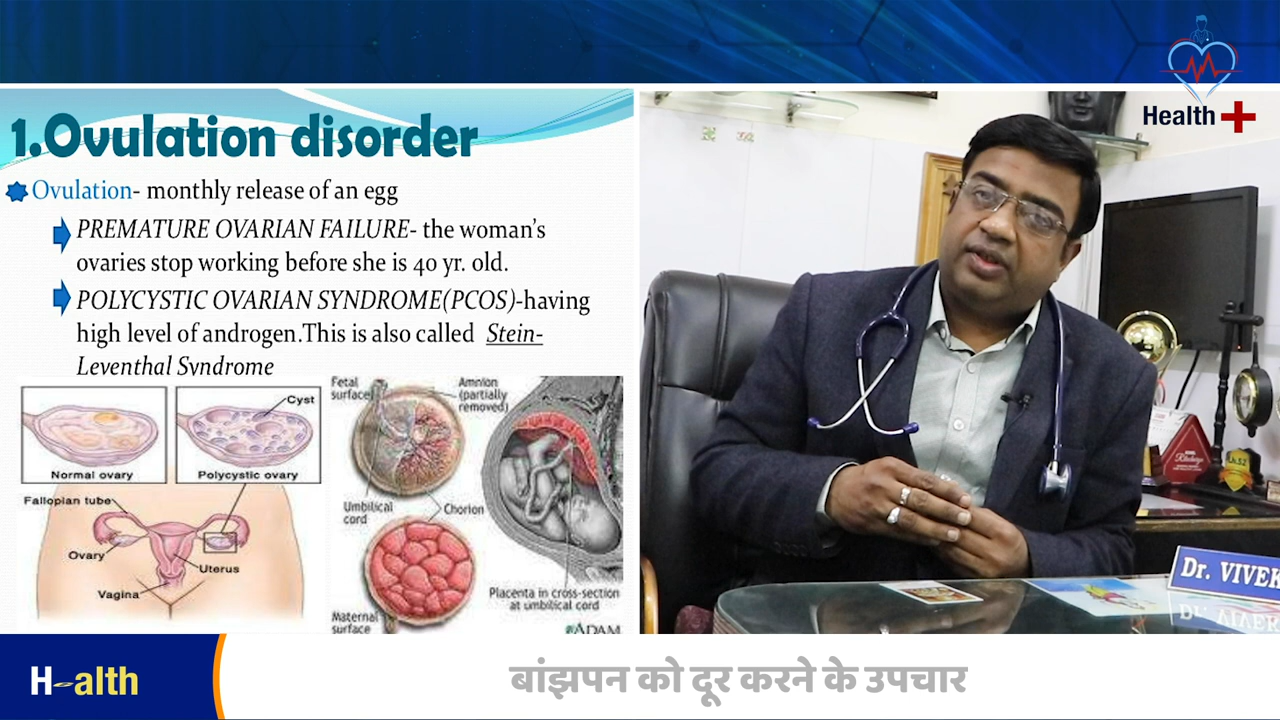 Health
1.Ovulation disorder
Ovulation- monthly release of an egg
PREMATURE OVARIAN FAILURE- the woman's
ovaries stop working before she is 40 yr. old.
POLYCYSTIC OVARIAN SYNDROME(PCOS)-having
high level of androgen.This is also called Stein-
Leventhal Syndrome
Cyst
Normal ovary
Polycystic ovary
Fallopian tube
Ovary
Uterus
Vagina
Fetal
surface
Amnion
(partially
removed)
Umbilical
cord
Chorion
Maternal
surface
Placenta in cross-section
at umbilical cord
ADAM
Dr. VIVEK
H-alth
बांझपन को दूर करने के उपचार